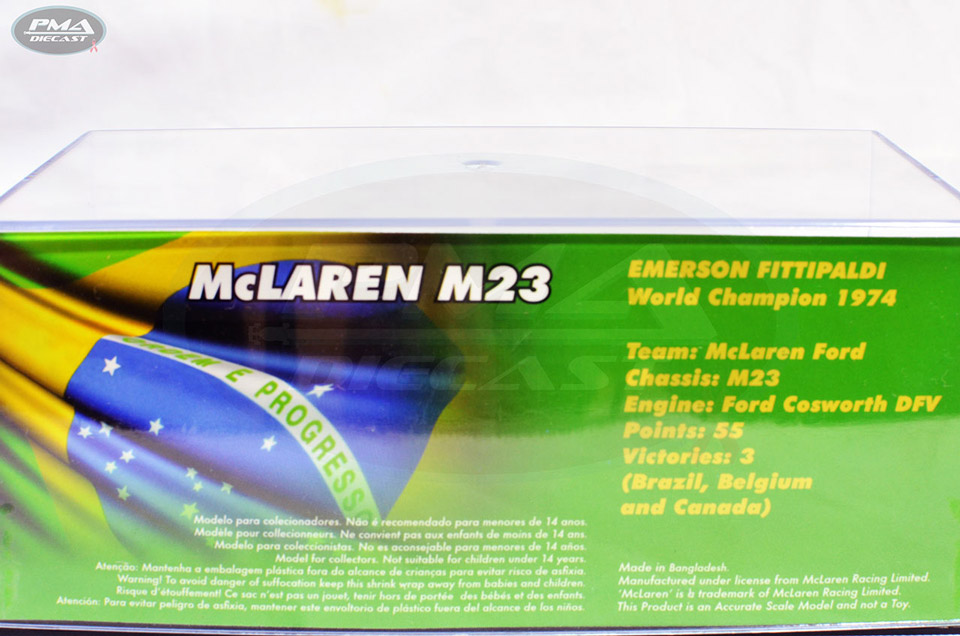 PMA
DIECAST
McLAREN M23
EMERSON FITTIPALDI
World Champion 1974
Team: McLaren Ford
Chassis: M23
Engine: Ford Cosworth DFV
Points: 55
Victories: 3
(Brazil, Belgium
and Canada)
ORDEM E PROGRESSO
Modelo para colecionadores. Não é recomendado para menores de 14 anos.
Modèle pour collectionneurs. Ne convient pas aux enfants de moins de 14 ans.
Modelo para coleccionistas. No es aconsejable para menores de 14 años.
Model for collectors. Not suitable for children under 14 years.
Atenção: Mantenha a embalagem plástica fora do alcance de crianças para evitar risco de asfixia.
Warning! To avoid danger of suffocation keep this shrink wrap away from babies and children.
Risque d'étouffement! Ce sac n'est pas un jouet, tenir hors de portée des bébés et des enfants.
Atención: Para evitar peligro de asfixia, mantener este envoltorio de plástico fuera del alcance de los niños.
Made in Bangladesh.
Manufactured under license from McLaren Racing Limited.
'McLaren' is a trademark of McLaren Racing Limited.
This Product is an Accurate Scale Model and not a Toy.
PMA
DIECAST